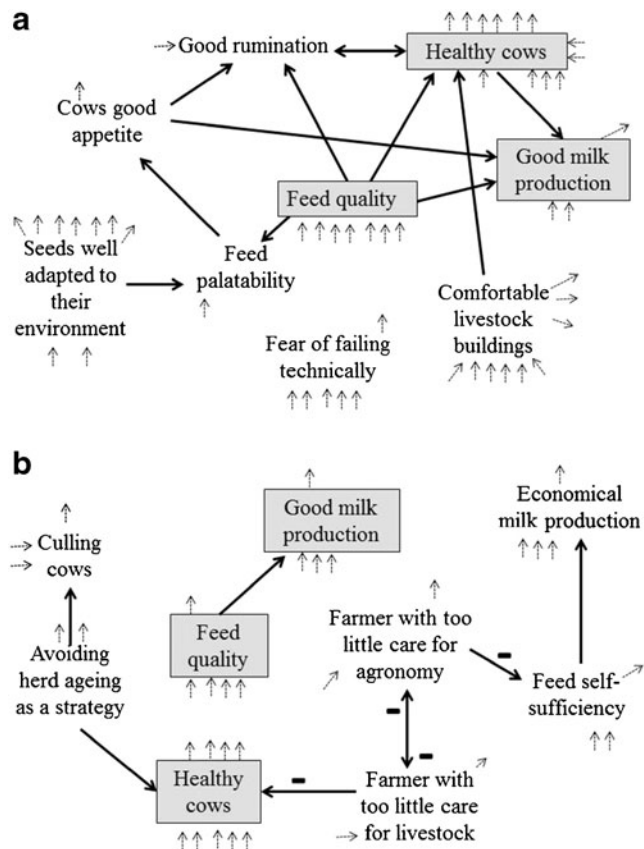 a
Good rumination
Healthy cows
Cows good
appetite
Good milk
production
Feed quality
Seeds well
adapted to
their
environment
Feed
palatability
Comfortable
livestock
buildings
Fear of failing
technically
b
Good milk
production
Economical
milk production
Culling
cows
Feed
quality
Farmer with too
little care for
agronomy
Avoiding
herd ageing
as a strategy
Feed self-
sufficiency
Healthy
cows
Farmer with
too little care
for livestock